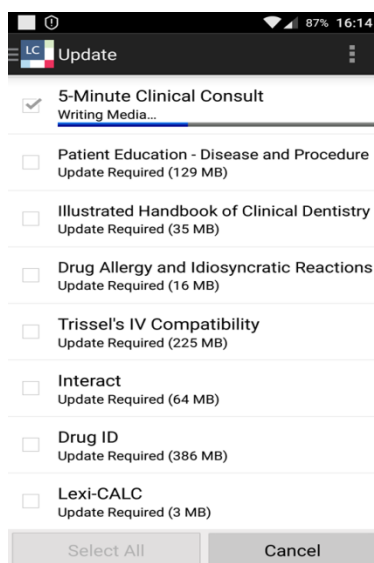 87% 16:14
LC Update
5-Minute Clinical Consult
Writing Media...
Patient Education - Disease and Procedure
Update Required (129 MB)
Illustrated Handbook of Clinical Dentistry
Update Required (35 MB)
Drug Allergy and Idiosyncratic Reactions
Update Required (16 MB)
Trissel's IV Compatibility
Update Required (225 MB)
Interact
Update Required (64 MB)
Drug ID
Update Required (386 MB)
Lexi-CALC
Update Required (3 MB)
Select All Cancel